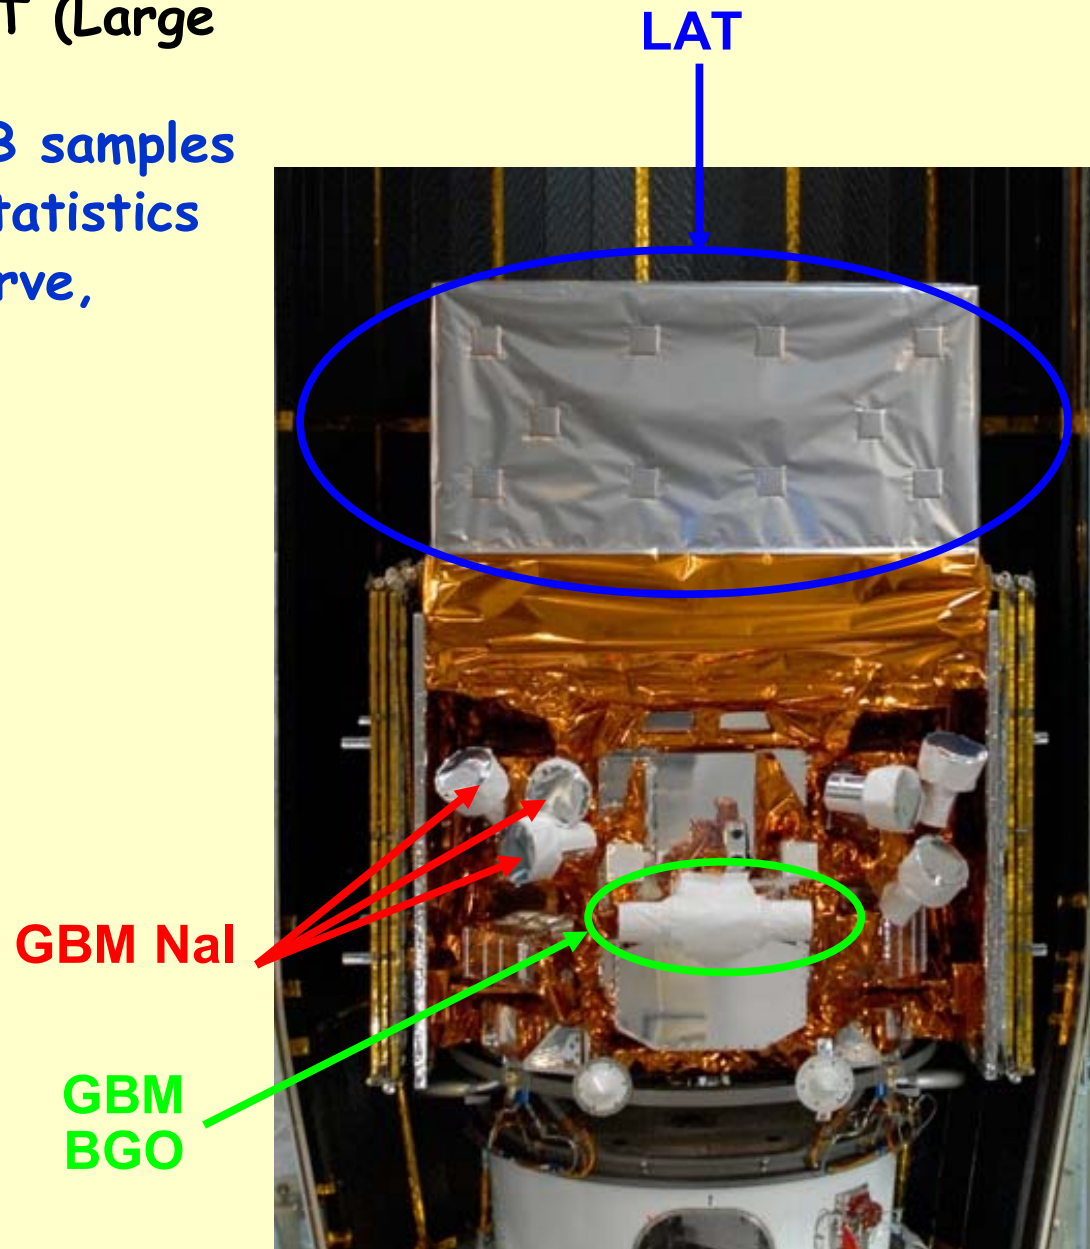 T (Large
LAT
samples
tatistics
rve,
GBM NaI
GBM
BGO